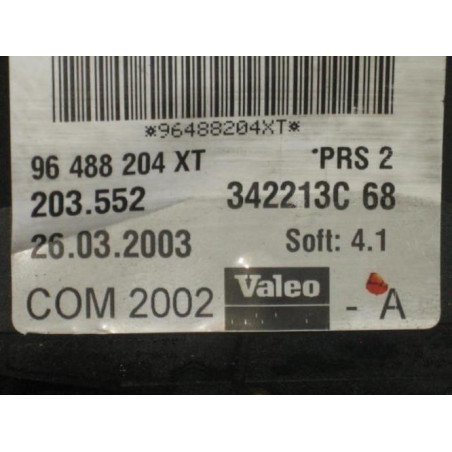 *96488204XT*
96 488 204 XT *PRS 2
203.552 342213C 68
26.03.2003 Soft: 4.1
COM 2002 Valeo - A